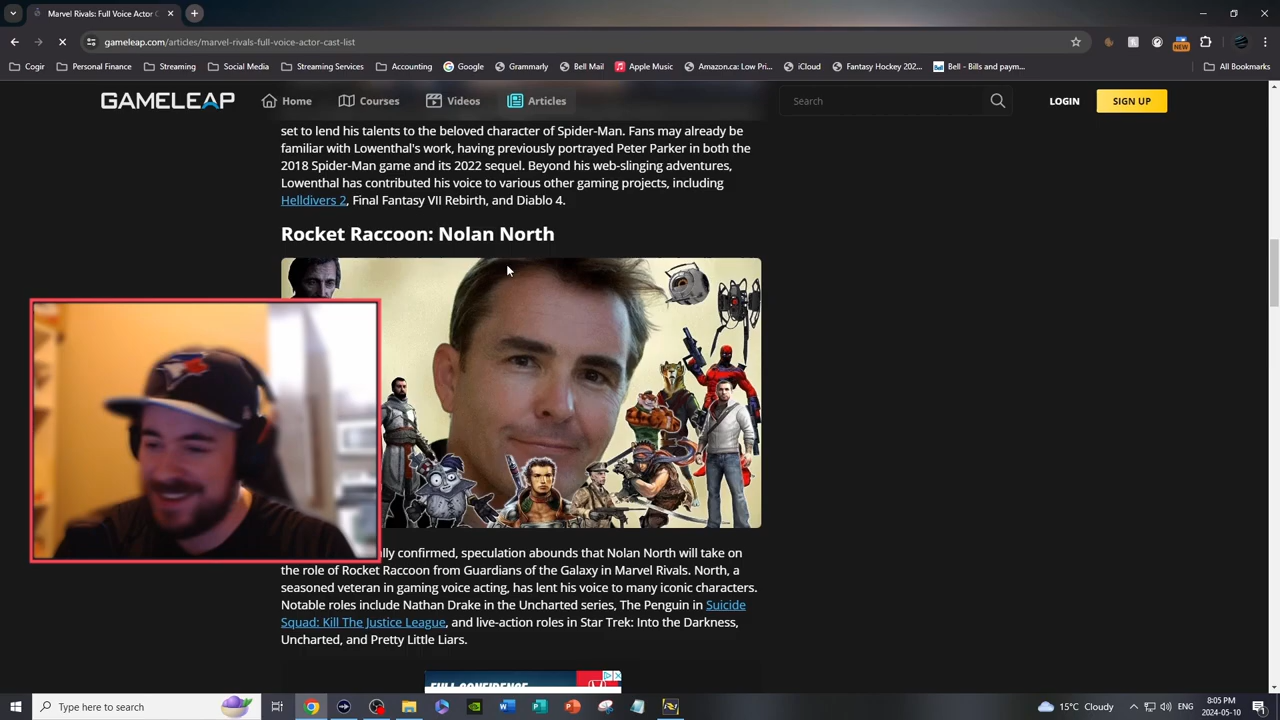 Marvel Rivals: Full Voice Actor C
gameleap.com/articles/marvel-rivals-full-voice-actor-cast-list
NEW
Cogir
Personal Finance
Streaming
Social Media
Streaming Services
Accounting
Google
Grammarly
Bell Mail
Apple Music
Amazon.ca: Low Pri...
iCloud
Fantasy Hockey 202...
Bell - Bills and paym...
All Bookmarks
GAMELEAP
Home
Courses
Videos
Articles
Search
LOGIN
SIGN UP
set to lend his talents to the beloved character of Spider-Man. Fans may already be
familiar with Lowenthal's work, having previously portrayed Peter Parker in both the
2018 Spider-Man game and its 2022 sequel. Beyond his web-slinging adventures,
Lowenthal has contributed his voice to various other gaming projects, including
Helldivers 2, Final Fantasy VII Rebirth, and Diablo 4.
Rocket Raccoon: Nolan North
ally confirmed, speculation abounds that Nolan North will take on
the role of Rocket Raccoon from Guardians of the Galaxy in Marvel Rivals. North, a
seasoned veteran in gaming voice acting, has lent his voice to many iconic characters.
Notable roles include Nathan Drake in the Uncharted series, The Penguin in Suicide
Squad: Kill The Justice League, and live-action roles in Star Trek: Into the Darkness,
Uncharted, and Pretty Little Liars.
FULL CONFIDENCE
Type here to search
15°C Cloudy
8:05 PM
2024-05-10